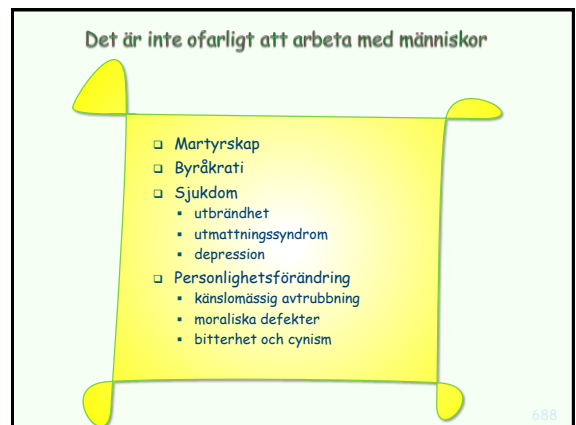 Det är inte ofarligt att arbeta med människor
Martyrskap
Byråkrati
Sjukdom
utbrändhet
utmattningssyndrom
depression
Personlighetsförändring
känslomässig avtrubbning
moraliska defekter
bitterhet och cynism
688